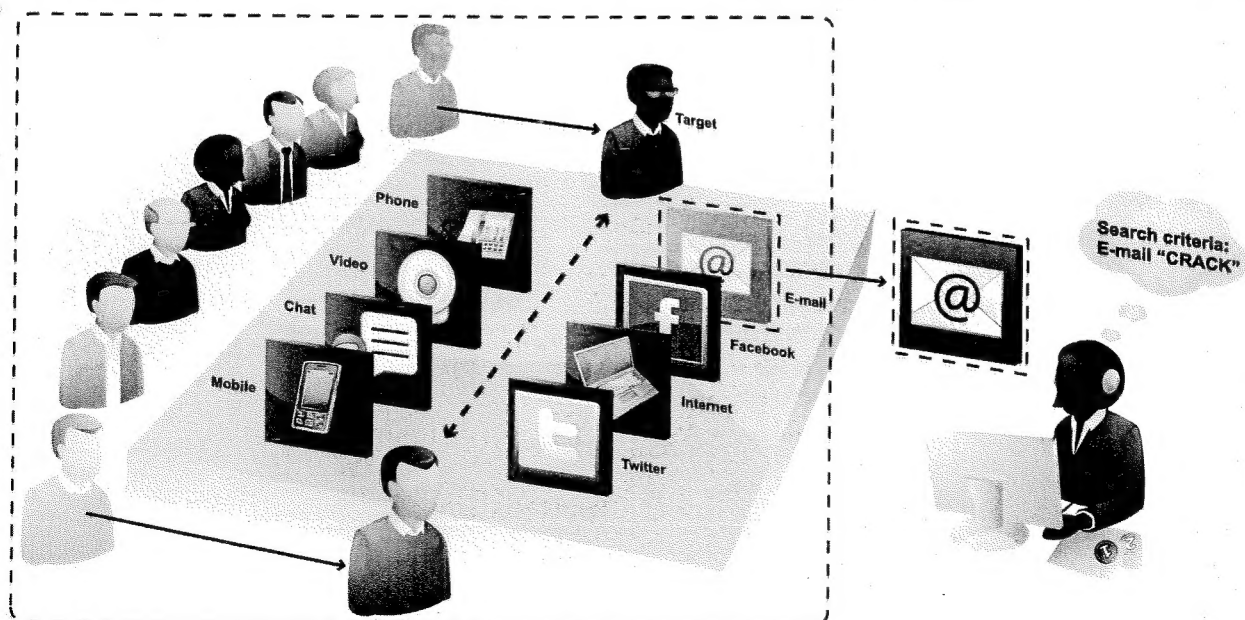 Target
Phone
Search criteria:
E-mail "CRACK"
Video
@
@
E-mail
Chat
f
Facebook
Mobile
Internet
t
Twitter